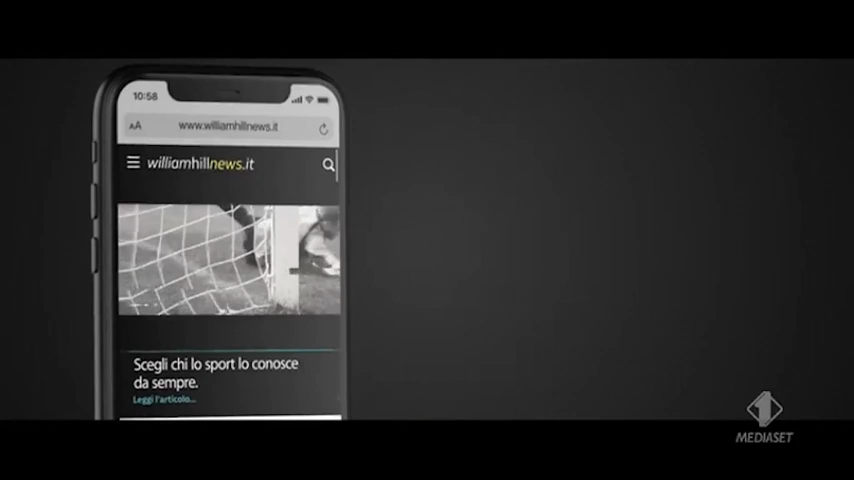 10:58
AA
www.williamhillnews.it
williamhillnews.it
Scegli chi lo sport lo conosce
da sempre.
Leggi l'articolo...
1
MEDIASET